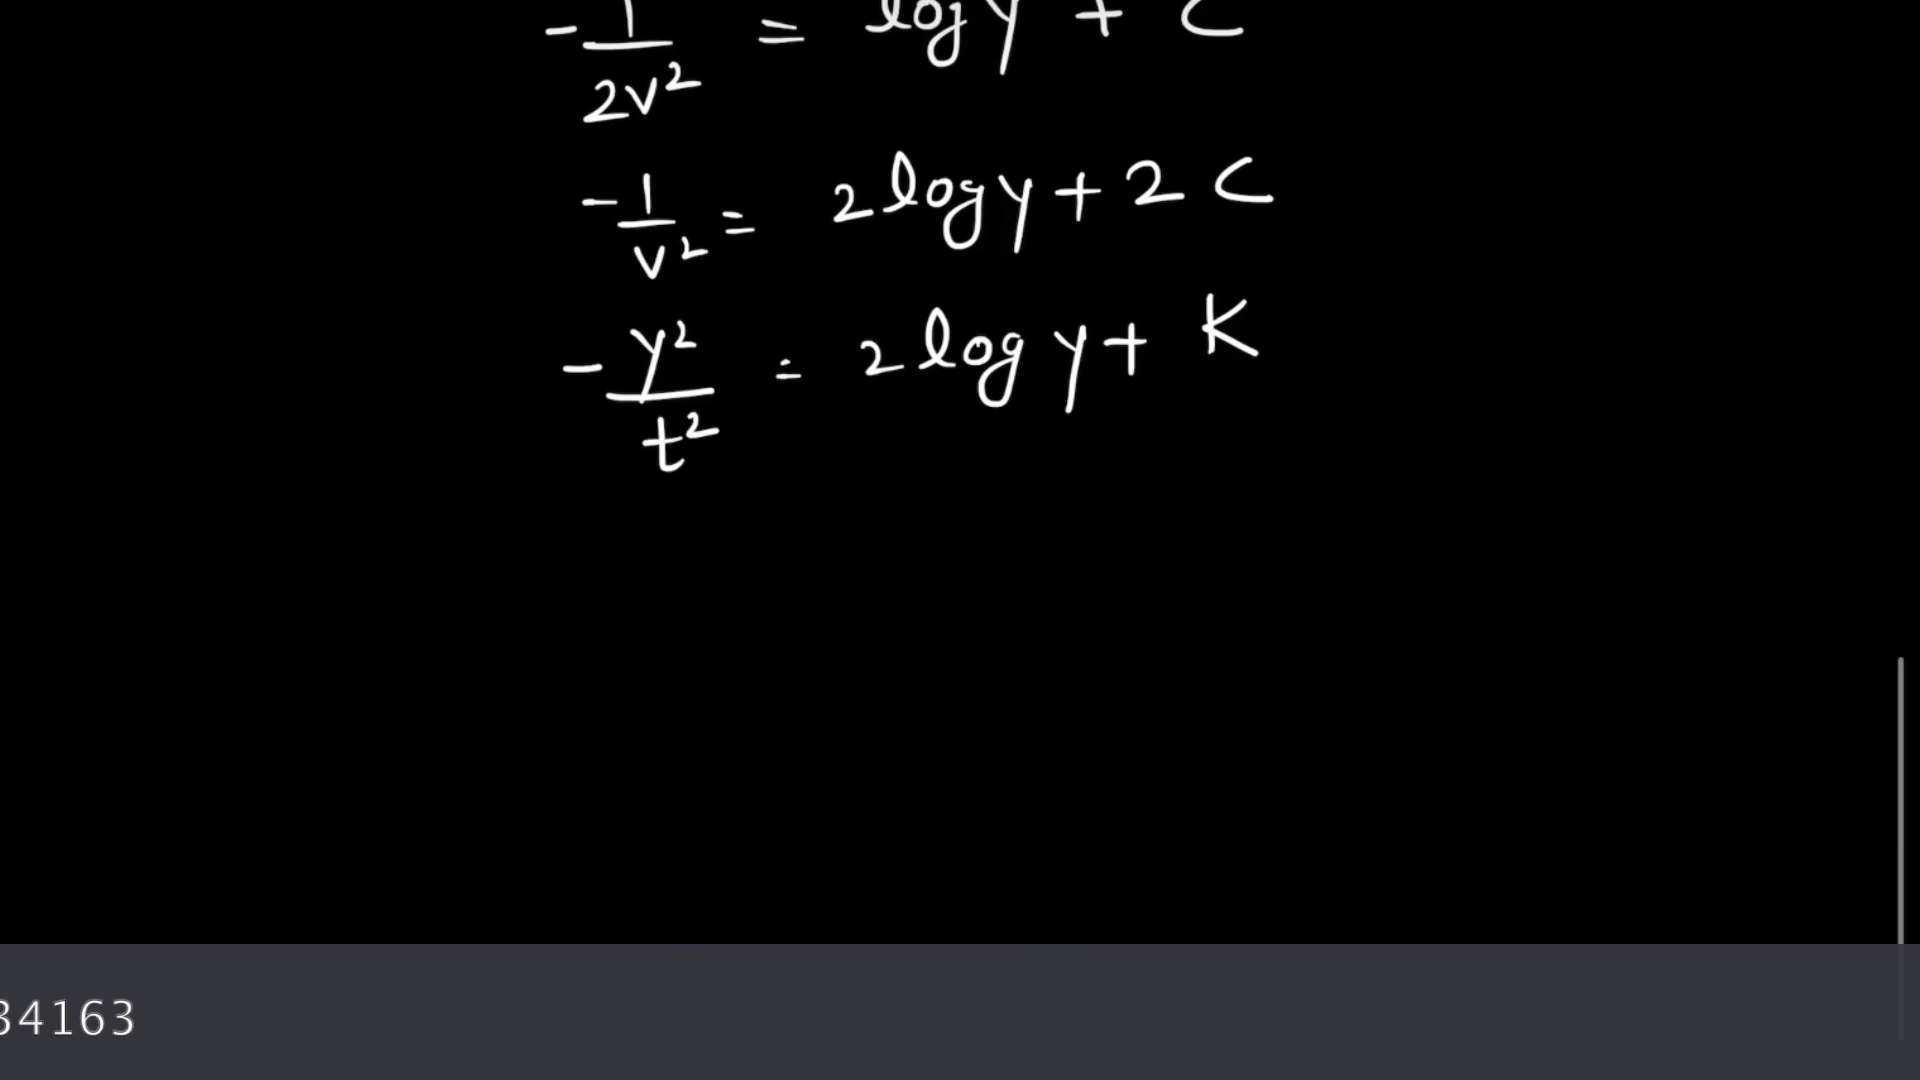 -1/2v² = log y + C
-1/v² = 2 log y + 2C
-y²/t² = 2 log y + K
34163